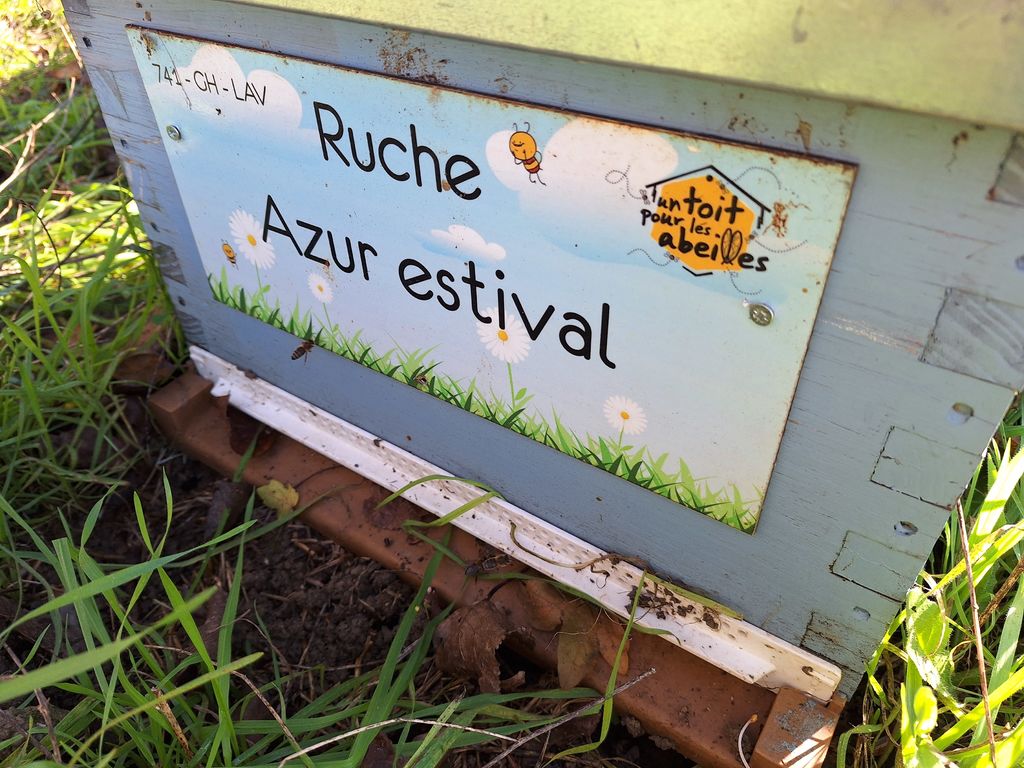 741-GH-LAV
Ruche
Azur estival
un toit
pour les
abeilles